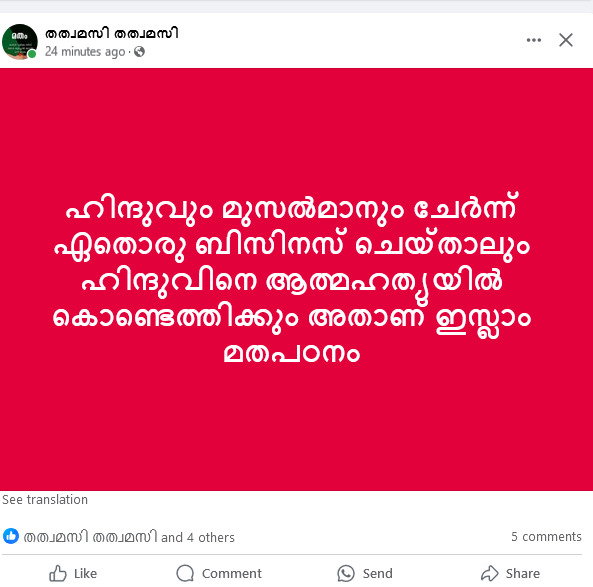 മതം
തത്വമസി തത്വമസി
24 minutes ago ·
ഹിന്ദുവും മുസൽമാനും ചേർന്ന്
ഏതൊരു ബിസിനസ് ചെയ്താലും
ഹിന്ദുവിനെ ആത്മഹത്യയിൽ
കൊണ്ടെത്തിക്കും അതാണ് ഇസ്ലാം
മതപഠനം
See translation
തത്വമസി തത്വമസി and 4 others
5 comments
Like
Comment
Send
Share